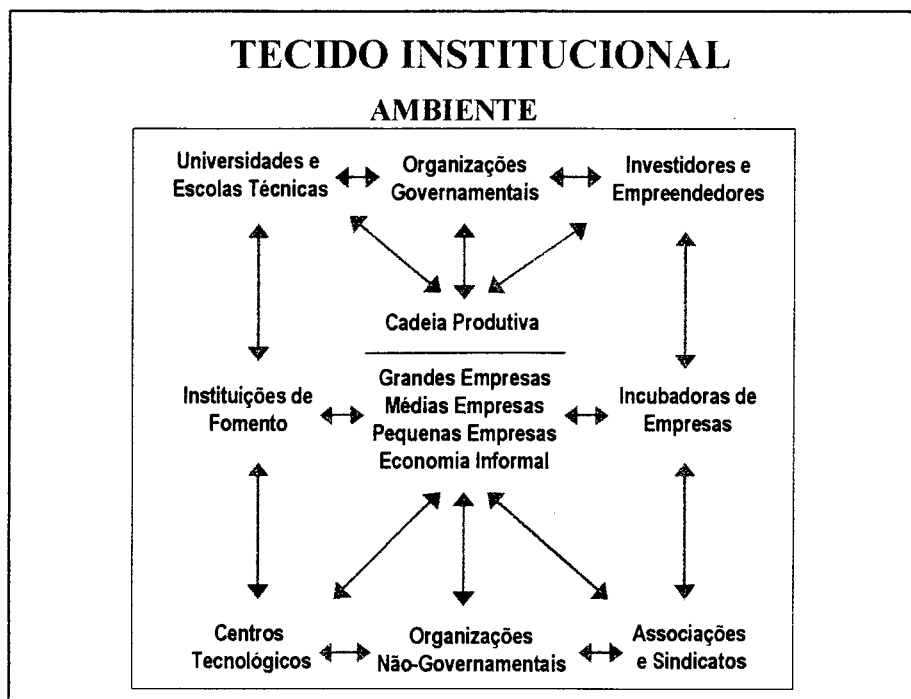 TECIDO INSTITUCIONAL
AMBIENTE
Universidades e
Escolas Técnicas
Organizações
Governamentais
Investidores e
Empreendedores
Cadeia Produtiva
Instituições de
Fomento
Grandes Empresas
Médias Empresas
Pequenas Empresas
Economia Informal
Incubadoras de
Empresas
Centros
Tecnológicos
Organizações
Não-Governamentais
Associações
e Sindicatos